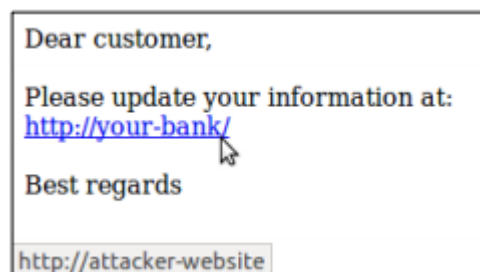 Dear customer,
Please update your information at:
http://your-bank/
Best regards
http://attacker-website